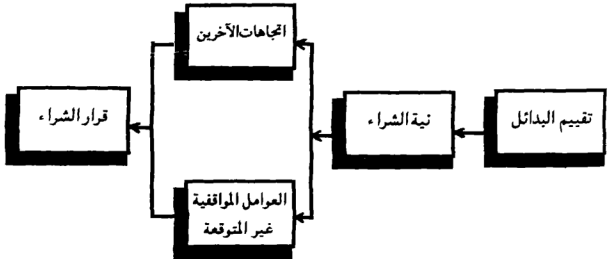 تقييم البدائل
نية الشراء
اتجاهات الآخرين
العوامل المواقفية
غير المتوقعة
قرار الشراء